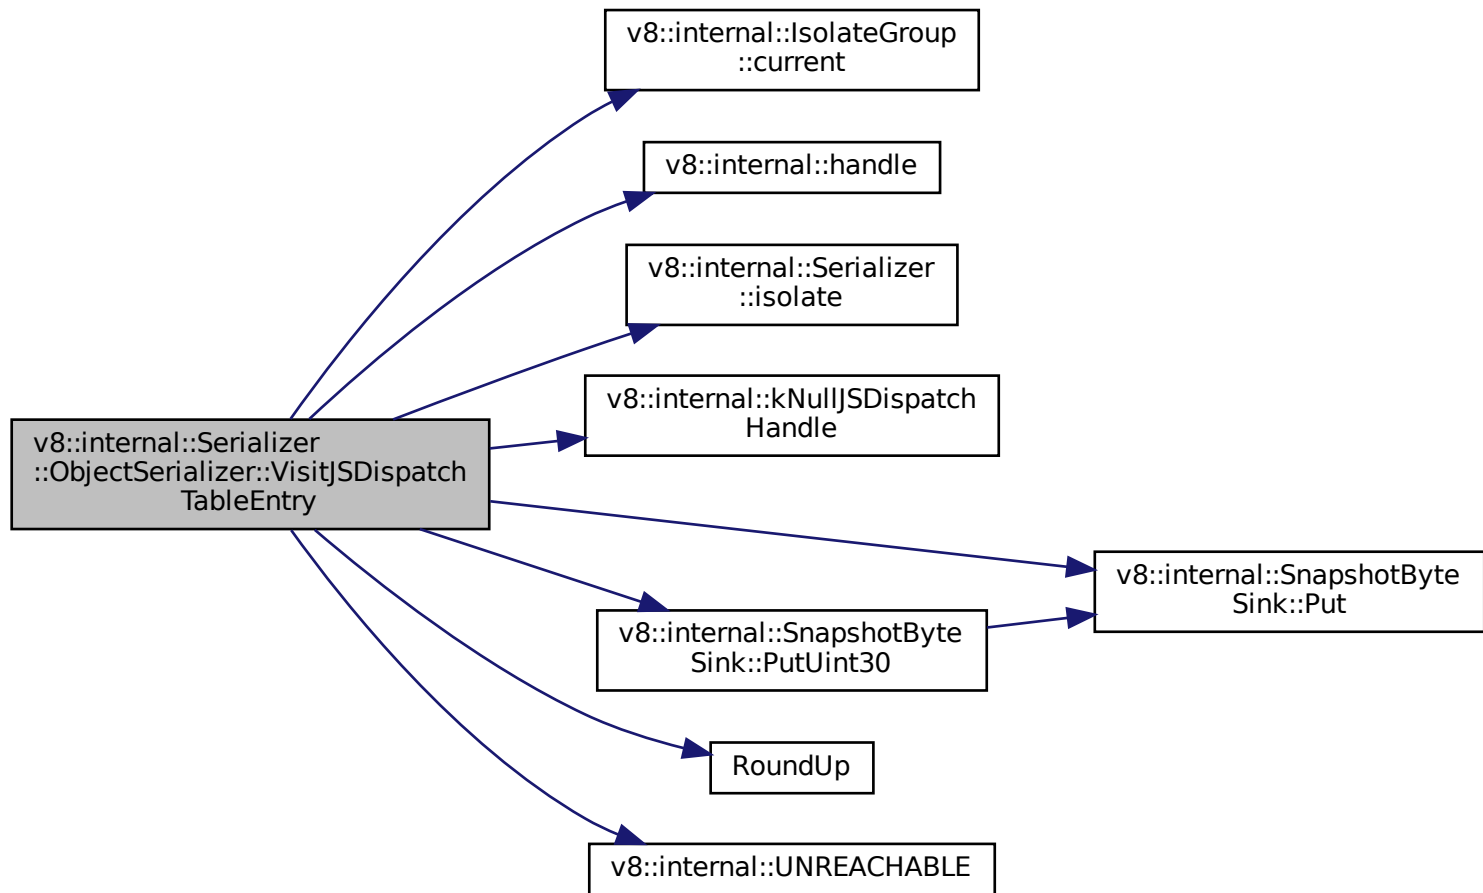 v8::internal::IsolateGroup
::current
v8::internal::handle
v8::internal::Serializer
::isolate
v8::internal::kNullJSDispatch
Handle
v8::internal::Serializer
::ObjectSerializer::VisitJSDispatch
TableEntry
v8::internal::SnapshotByte
Sink::Put
v8::internal::SnapshotByte
Sink::PutUint30
RoundUp
v8::internal::UNREACHABLE